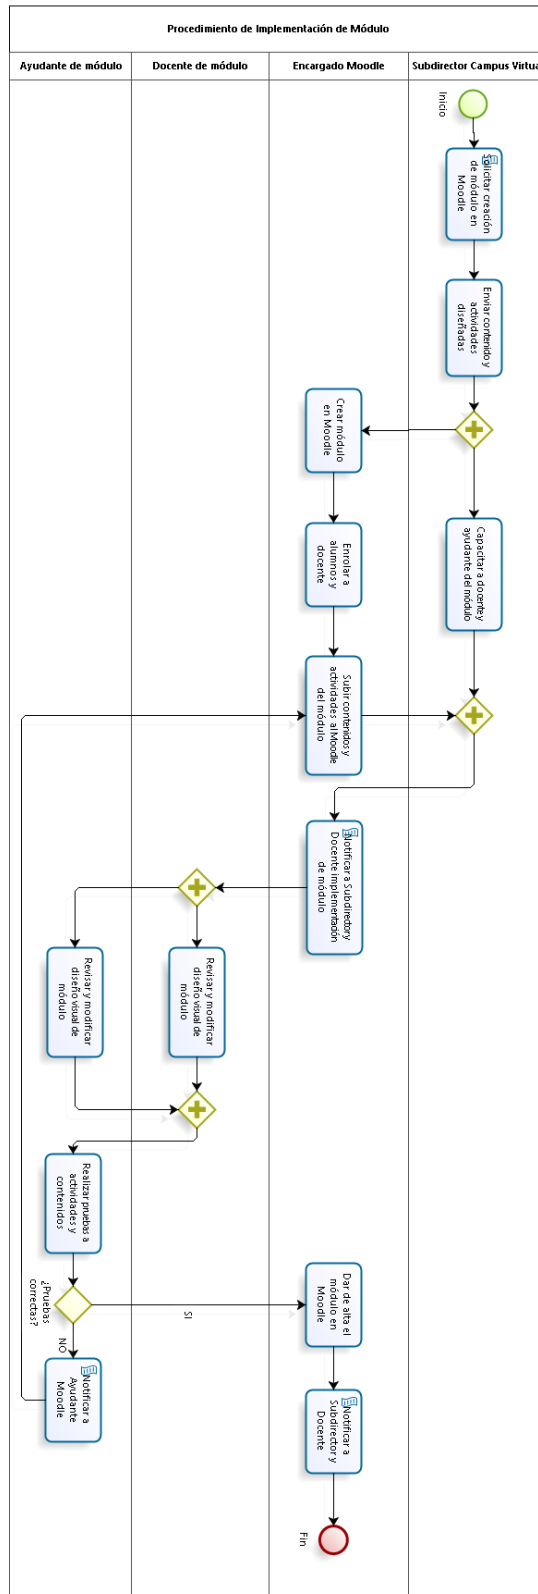 Procedimiento de Implementación de Módulo
Ayudante de módulo
Docente de módulo
Encargado Moodle
Subdirector Campus Virtua
Inicio
Solicitar creación
de módulo en
Moodle
Enviar contenido y
actividades
diseñadas
Crear módulo
en Moodle
Capacitar a docente y
ayudante del módulo
Enrolar a
alumnos y
docente
Subir contenidos y
actividades al Moodle
del módulo
Notificar a Subdirector y
Docente implementación
de módulo
Revisar y modificar
diseño visual de
módulo
Revisar y modificar
diseño visual de
módulo
Realizar pruebas a
actividades y
contenidos
¿Pruebas
correctas?
SI
NO
Dar de alta el
módulo en
Moodle
Notificar a
Ayudante
Moodle
Notificar a
Subdirector y
Docente
Fin